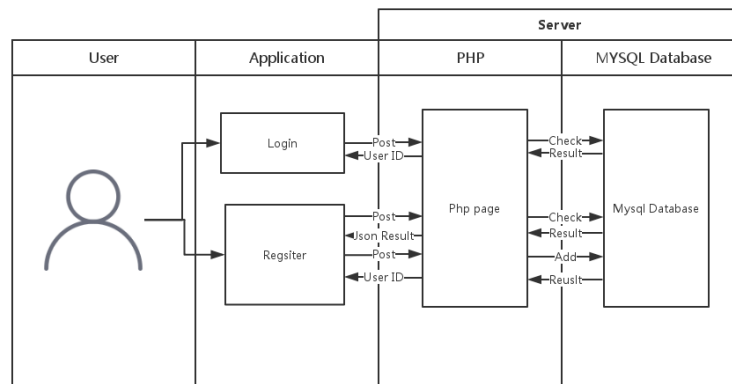 Server
User
Application
PHP
MYSQL Database
Login
Post
User ID
Check
Result
Regsiter
Post
Json Result
Post
User ID
Php page
Check
Result
Add
Reuslt
Mysql Database